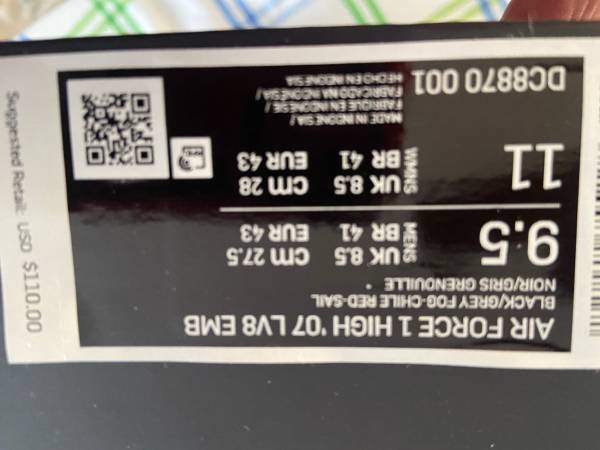 AIR FORCE 1 HIGH '07 LV8 EMB
BLACK/GREY FOG-CHILE RED-SAIL
NOIR/GRIS GRENOUILLE
9.5 MENS UK 8.5 cm 27.5
BR 41 EUR 43
11 WMNS UK 8.5 cm 28
BR 41 EUR 43
MADE IN INDONESIA /
FABRIQUE EN INDONESIE /
FABRICADO NA INDONESIA /
HECHO EN INDONESIA
DC8870 001
Suggested Retail: USD $110.00